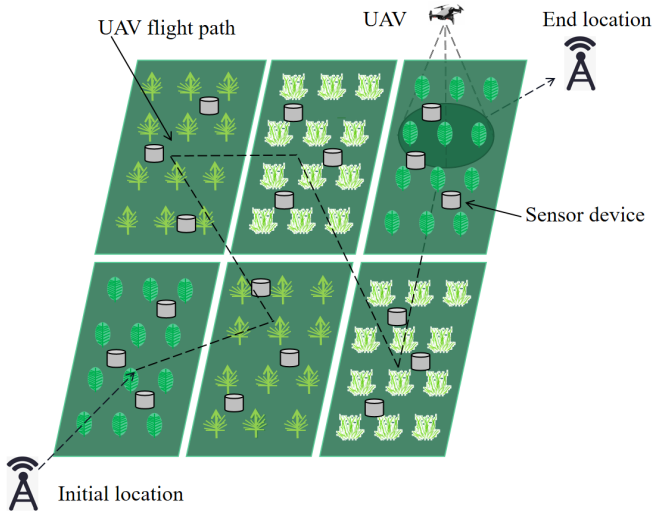 UAV flight path
UAV
End location
Sensor device
Initial location